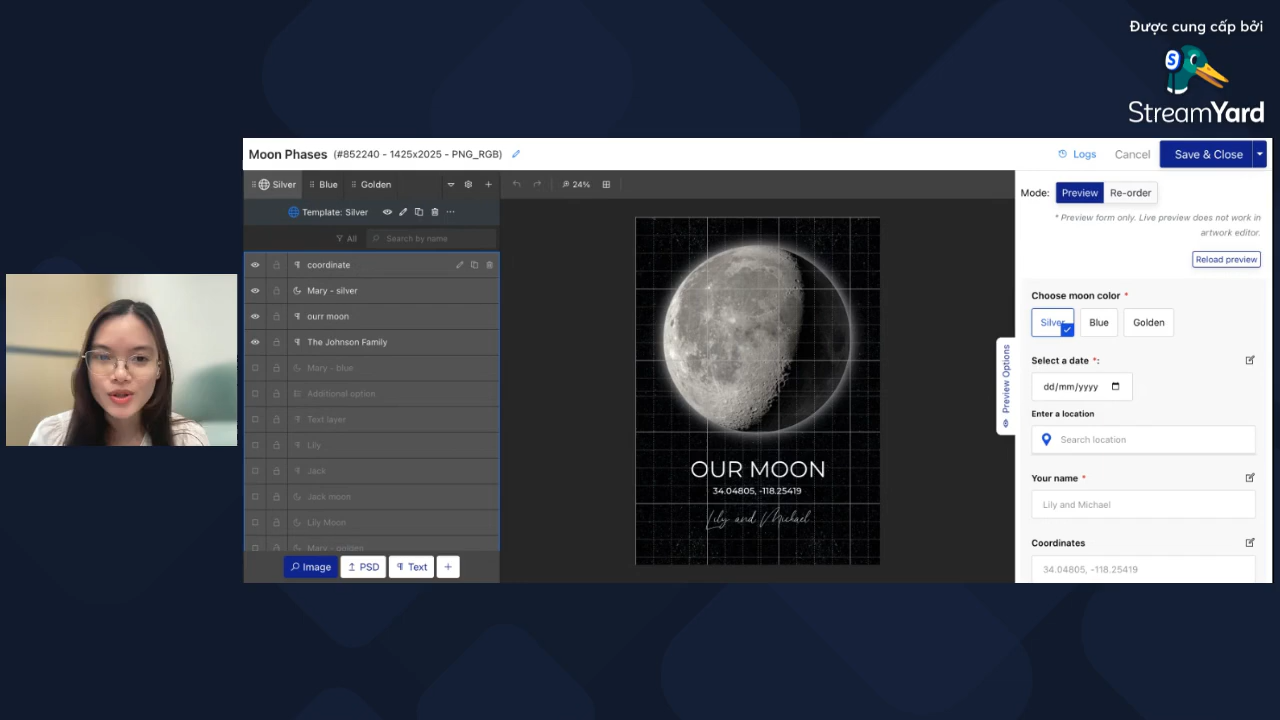 Được cung cấp bởi
S
StreamYard
Moon Phases (#852240 - 1425x2025 - PNG_RGB)
Logs
Cancel
Save & Close
Silver
Blue
Golden
24%
Template: Silver
All
Search by name
coordinate
Mary - silver
ourr moon
The Johnson Family
Mary - blue
Additional option
Text layer
Lily
Jack
Jack moon
Lily Moon
Mary - golden
Image
PSD
Text
+
OUR MOON
34.04805, -118.25419
Lily and Michael
Preview Options
Mode:
Preview
Re-order
* Preview form only. Live preview does not work in
artwork editor.
Reload preview
Choose moon color *
Silver
Blue
Golden
Select a date *:
dd/mm/yyyy
Enter a location
Search location
Your name *
Lily and Michael
Coordinates
34.04805, -118.25419